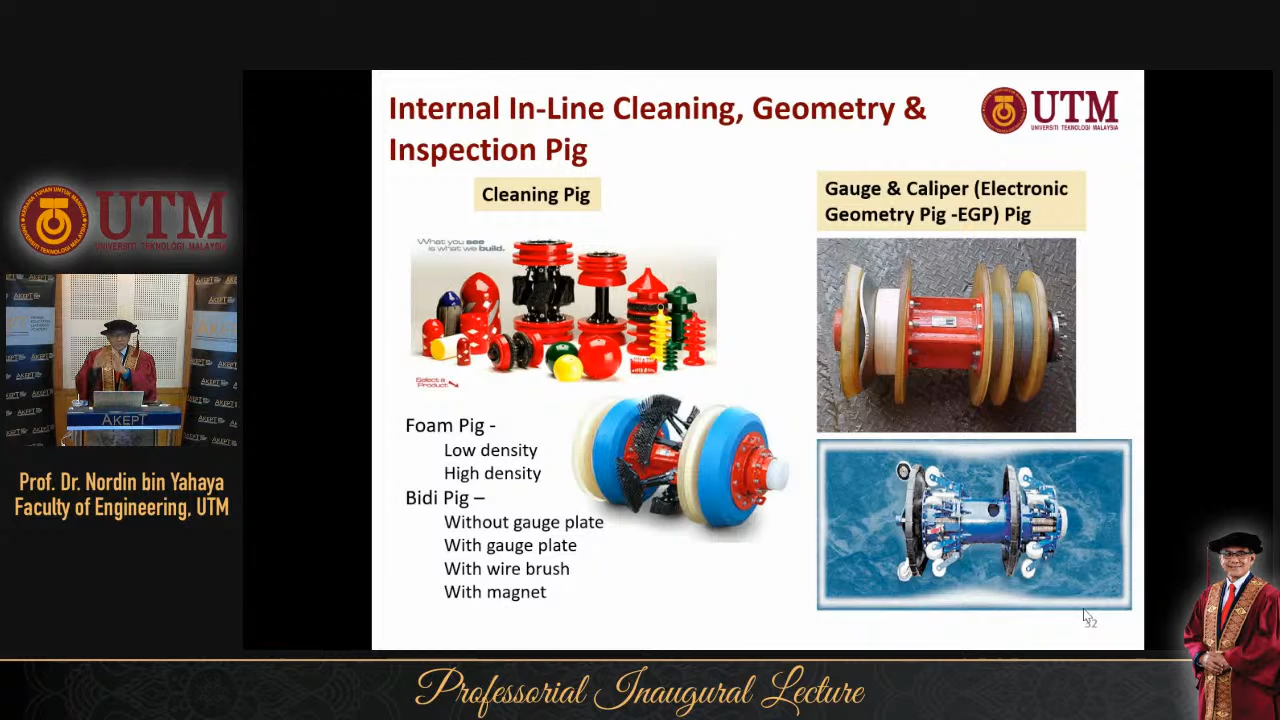 Internal In-Line Cleaning, Geometry &
Inspection Pig
UTM
UNIVERSITI TEKNOLOGI MALAYSIA
Cleaning Pig
Gauge & Caliper (Electronic
Geometry Pig -EGP) Pig
What you see
is what we build.
Select a
Product
Foam Pig -
Low density
High density
Bidi Pig –
Without gauge plate
With gauge plate
With wire brush
With magnet
32
UTM
UNIVERSITI TEKNOLOGI MALAYSIA
AKEPT
Prof. Dr. Nordin bin Yahaya
Faculty of Engineering, UTM
Professorial Inaugural Lecture